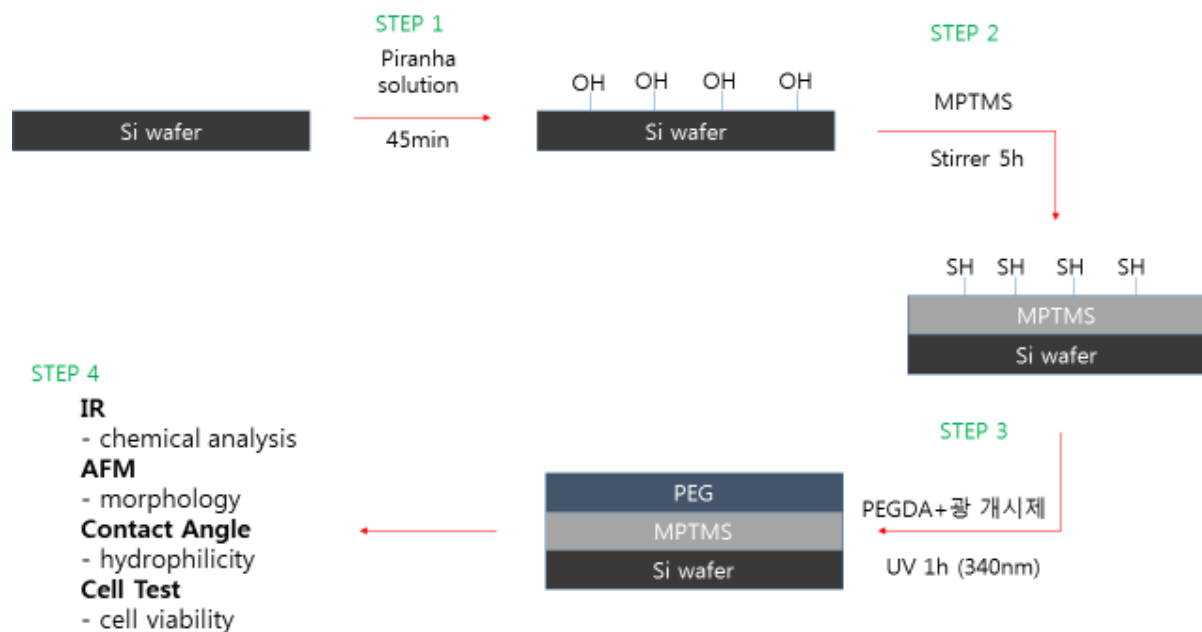 STEP 1
Piranha
solution
45min
Si wafer
OH OH OH OH
Si wafer
STEP 2
MPTMS
Stirrer 5h
SH SH SH SH
MPTMS
Si wafer
STEP 3
PEGDA+광 개시제
UV 1h (340nm)
PEG
MPTMS
Si wafer
STEP 4
IR
- chemical analysis
AFM
- morphology
Contact Angle
- hydrophilicity
Cell Test
- cell viability